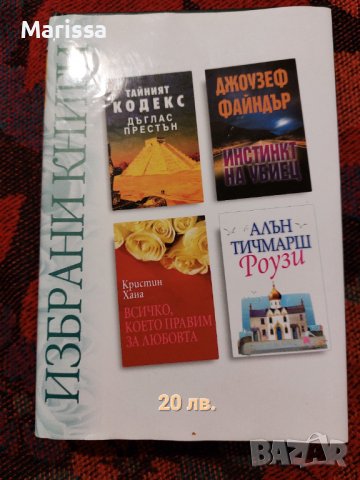 Marissa
ИЗБРАНИ КНИГИ
ТАЙНИЯТ
КОДЕКС
ДЪГЛАС
ПРЕСТЪН
ДЖОУЗЕФ
ФАЙНДЪР
ИНСТИНКТ
НА УБИЕЦ
Кристин
Хана
ВСИЧКО,
КОЕТО ПРАВИМ
ЗА ЛЮБОВТА
АЛЪН
ТИЧМАРШ
Роузи
20 лв.
BAZAR